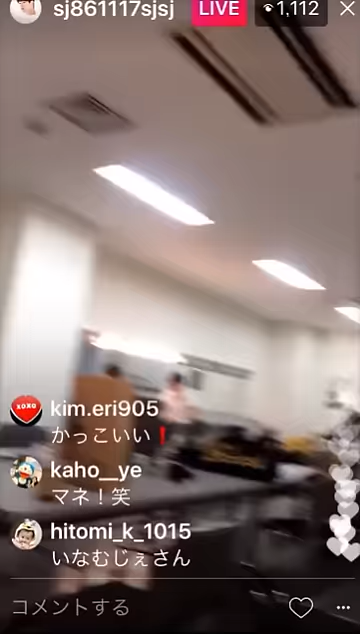 sj861117sjsj LIVE 1,112
XOXO
kim.eri905
かっこいい❗
kaho__ye
マネ！笑
hitomi_k_1015
いなむじぇさん
コメントする